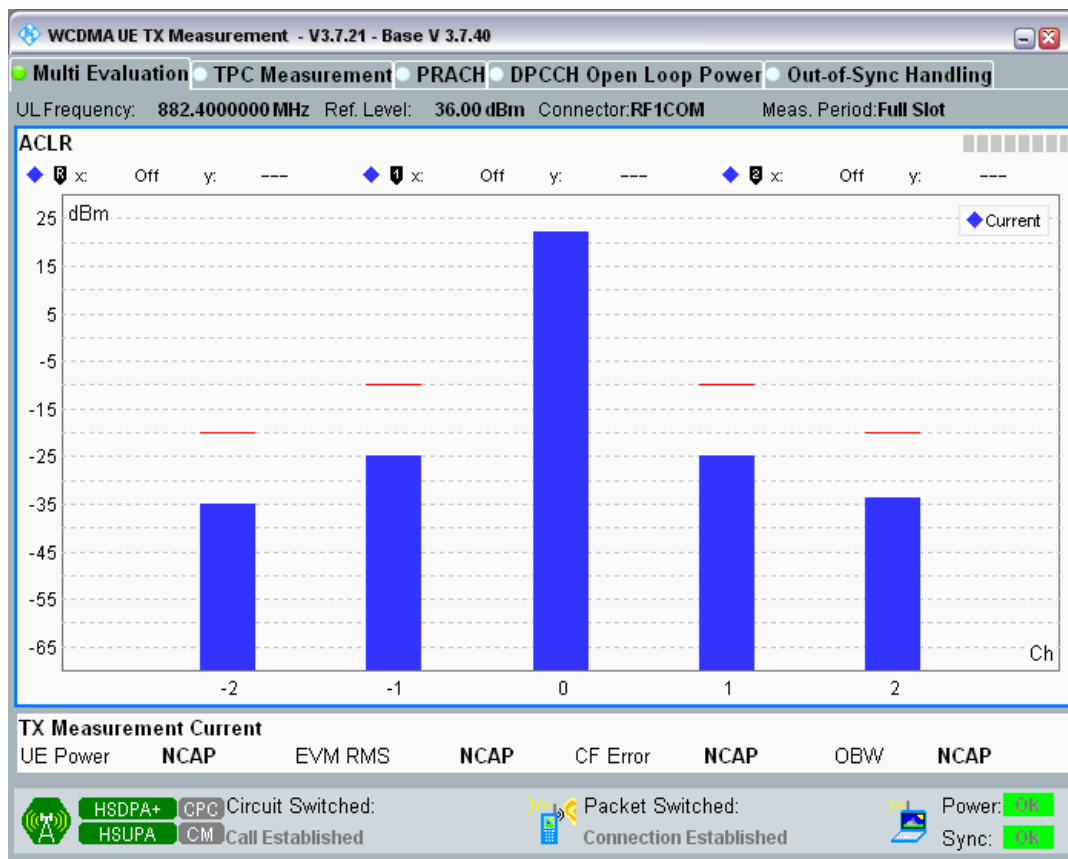 WCDMA UE TX Measurement - V3.7.21 - Base V 3.7.40
Multi Evaluation TPC Measurement PRACH DPCCH Open Loop Power Out-of-Sync Handling
UL Frequency: 882.4000000 MHz Ref. Level: 36.00 dBm Connector:RF1COM Meas. Period:Full Slot
ACLR
R x: Off y: --- 1 x: Off y: --- 2 x: Off y: ---
dBm
Current
25
15
5
-5
-15
-25
-35
-45
-55
-65
Ch
-2 -1 0 1 2
TX Measurement Current
UE Power NCAP EVM RMS NCAP CF Error NCAP OBW NCAP
HSDPA+ CPC Circuit Switched: Packet Switched: Power: OK
HSUPA CM Call Established Connection Established Sync: OK